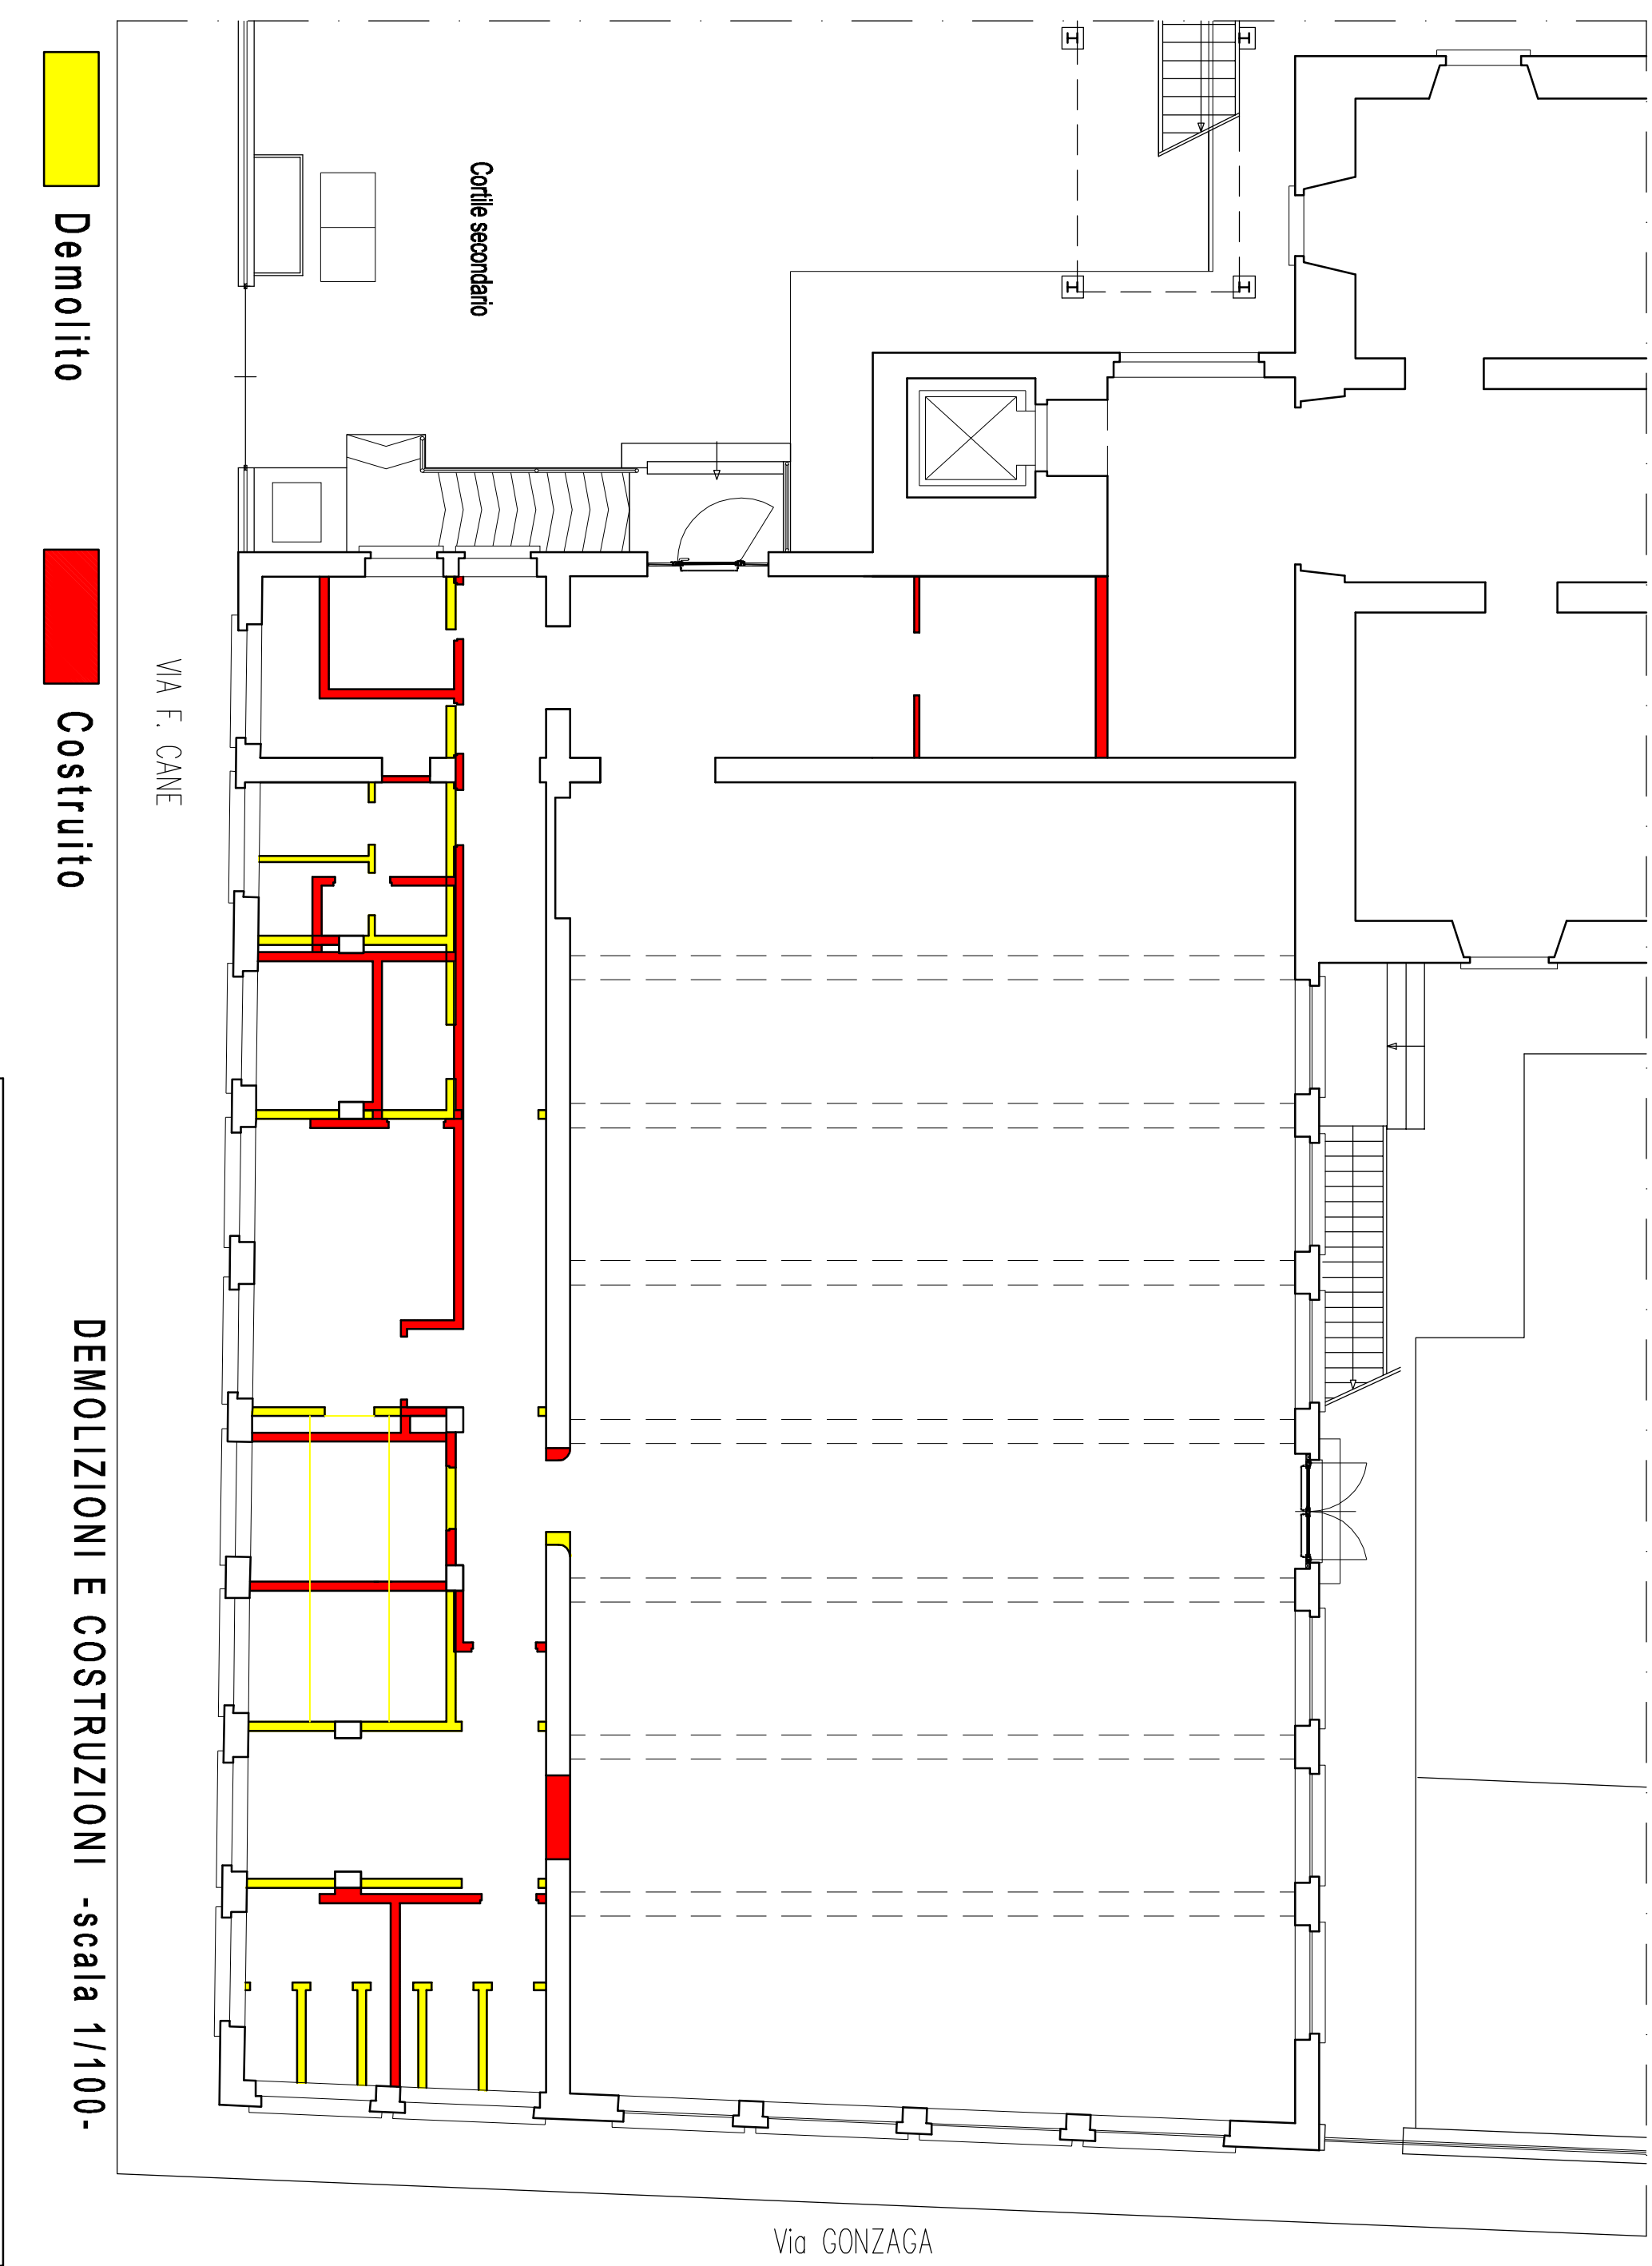 Cortile secondario
VIA F. CANE
Via GONZAGA
DEMOLIZIONI E COSTRUZIONI -scala 1/100-
Demolito
Costruito